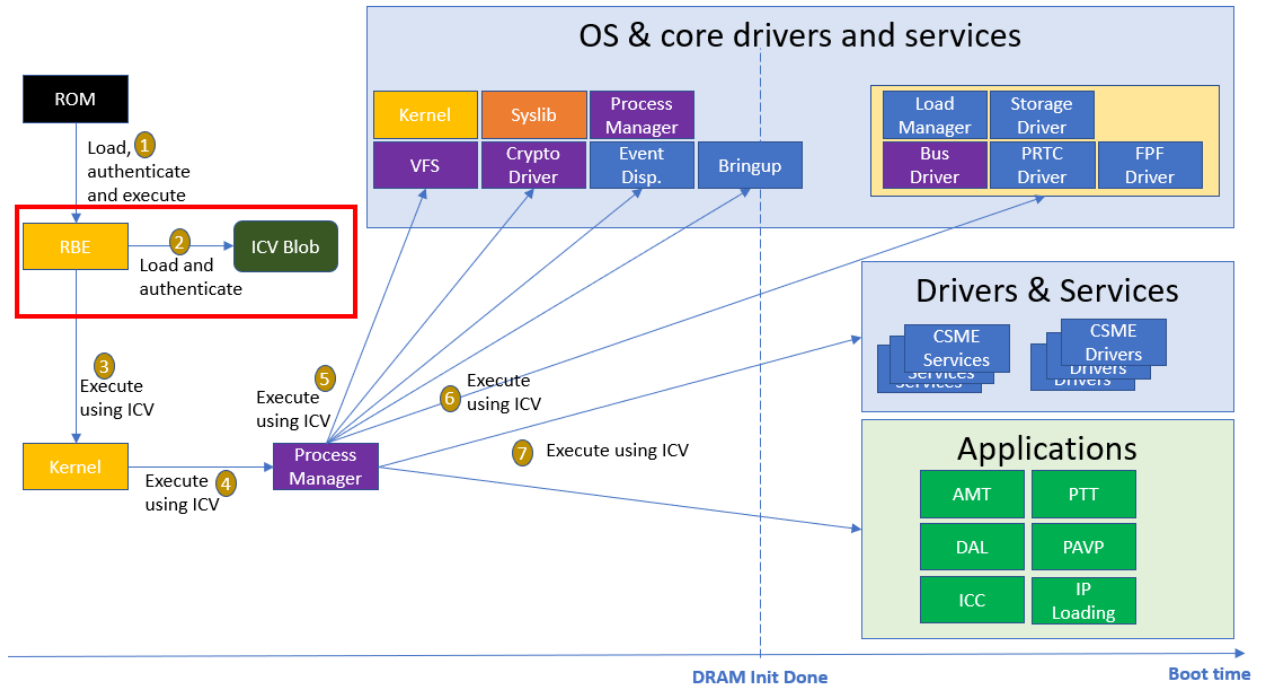 OS & core drivers and services
ROM
Kernel
Syslib
Process
Manager
VFS
Crypto
Driver
Event
Disp.
Bringup
Load
Manager
Storage
Driver
Bus
Driver
PRTC
Driver
FPF
Driver
Load, 1
authenticate
and execute
RBE
2
Load and
authenticate
ICV Blob
Drivers & Services
CSME
Services
Services
Services
CSME
Drivers
Drivers
Drivers
3
Execute
using ICV
5
Execute
using ICV
6
Execute
using ICV
7
Execute using ICV
Kernel
Execute
using ICV
4
Process
Manager
Applications
AMT
PTT
DAL
PAVP
ICC
IP
Loading
DRAM Init Done
Boot time